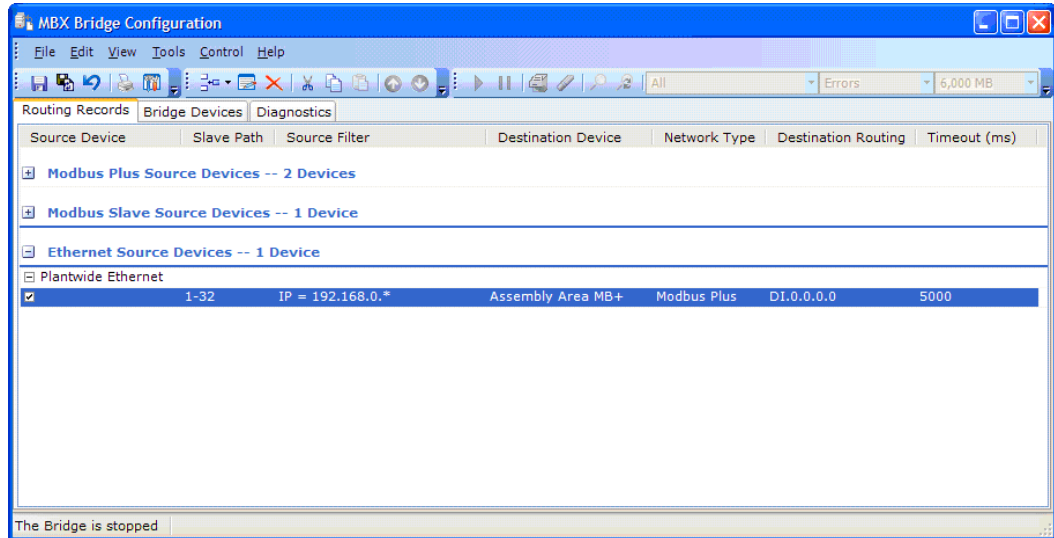 MBX Bridge Configuration
File Edit View Tools Control Help
All Errors 6,000 MB
Routing Records Bridge Devices Diagnostics
Source Device Slave Path Source Filter Destination Device Network Type Destination Routing Timeout (ms)
Modbus Plus Source Devices -- 2 Devices
Modbus Slave Source Devices -- 1 Device
Ethernet Source Devices -- 1 Device
Plantwide Ethernet
1-32 IP = 192.168.0.* Assembly Area MB+ Modbus Plus DI.0.0.0.0 5000
The Bridge is stopped